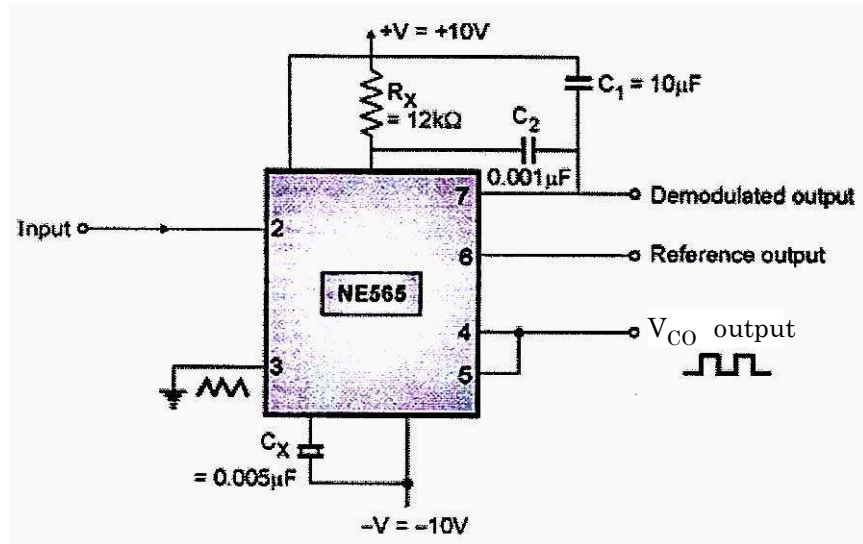 +V = +10V
RX
= 12kΩ
C1 = 10μF
C2
0.001μF
7
Demodulated output
Input
2
6
Reference output
NE565
4
VCO output
3
5
CX
= 0.005μF
–V = –10V